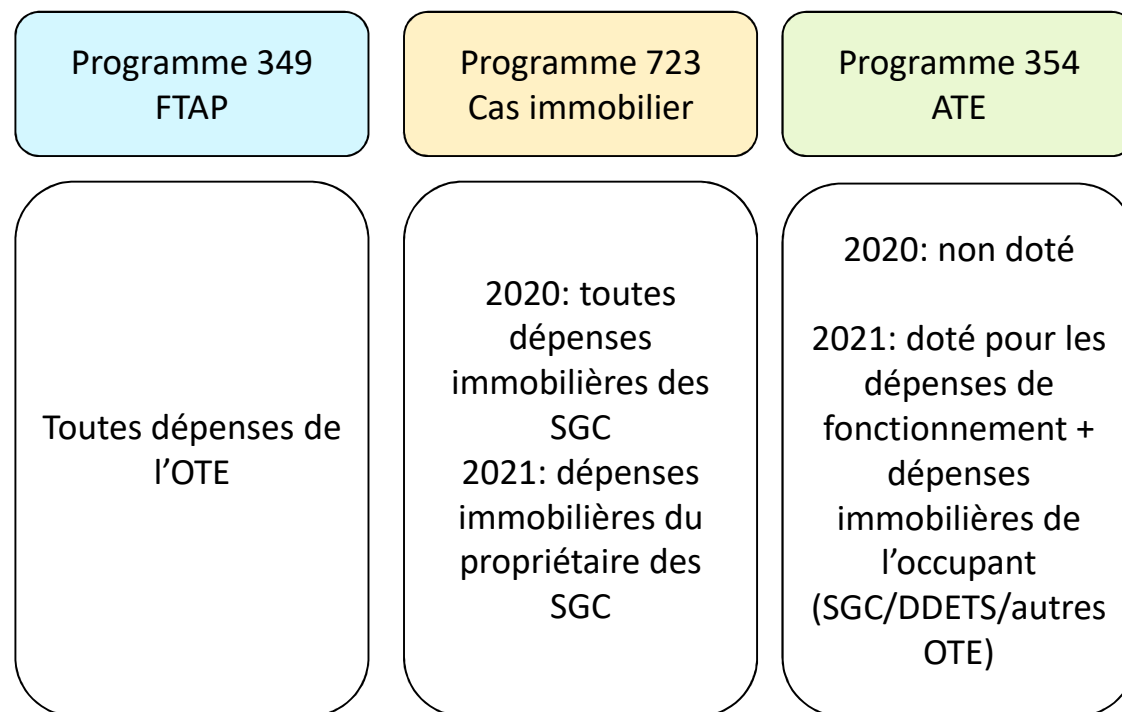 Programme 349
FTAP
Programme 723
Cas immobilier
Programme 354
ATE
Toutes dépenses de
l’OTE
2020: toutes
dépenses
immobilières des
SGC
2021: dépenses
immobilières du
propriétaire des
SGC
2020: non doté
2021: doté pour les
dépenses de
fonctionnement +
dépenses
immobilières de
l’occupant
(SGC/DDETS/autres
OTE)